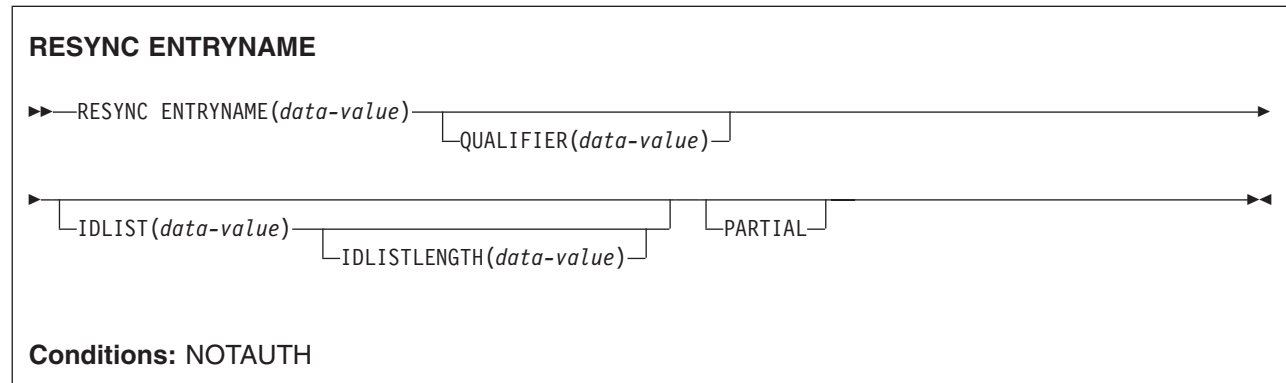 RESYNC ENTRYNAME
RESYNC ENTRYNAME(data-value)
QUALIFIER(data-value)
IDLIST(data-value)
IDLISTLENGTH(data-value)
PARTIAL
Conditions: NOTAUTH